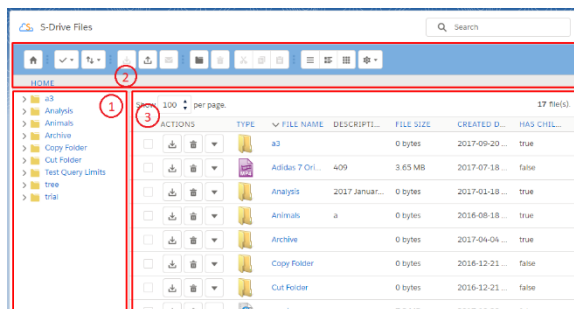 S-Drive Files
Search
2
HOME
1
a3
Analysis
Animals
Archive
Copy Folder
Cut Folder
Test Query Limits
tree
trial
Show 100 per page.
17 file(s)
3
ACTIONS TYPE FILE NAME DESCRIPTI... FILE SIZE CREATED D... HAS CHIL...
a3 0 bytes 2017-09-20 ... true
Adidas 7 Ori... 409 3.65 MB 2017-07-18 ... false
Analysis 2017 Januar... 0 bytes 2017-01-18 ... true
Animals a 0 bytes 2016-08-18 ... true
Archive 0 bytes 2017-04-04 ... true
Copy Folder 0 bytes 2016-12-21 ... false
Cut Folder 0 bytes 2016-12-21 ... false